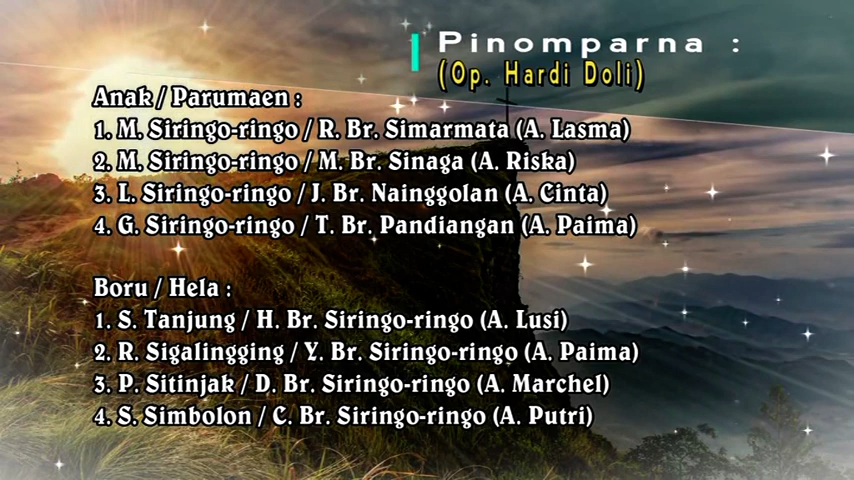 Pinomparna :
(Op. Hardi Doli)
Anak / Parumaen :
1. M. Siringo-ringo / R. Br. Simarmata (A. Lasma)
2. M. Siringo-ringo / M. Br. Sinaga (A. Riska)
3. L. Siringo-ringo / J. Br. Nainggolan (A. Cinta)
4. G. Siringo-ringo / T. Br. Pandiangan (A. Paima)
Boru / Hela :
1. S. Tanjung / H. Br. Siringo-ringo (A. Lusi)
2. R. Sigalingging / Y. Br. Siringo-ringo (A. Paima)
3. P. Sitinjak / D. Br. Siringo-ringo (A. Marchel)
4. S. Simbolon / C. Br. Siringo-ringo (A. Putri)